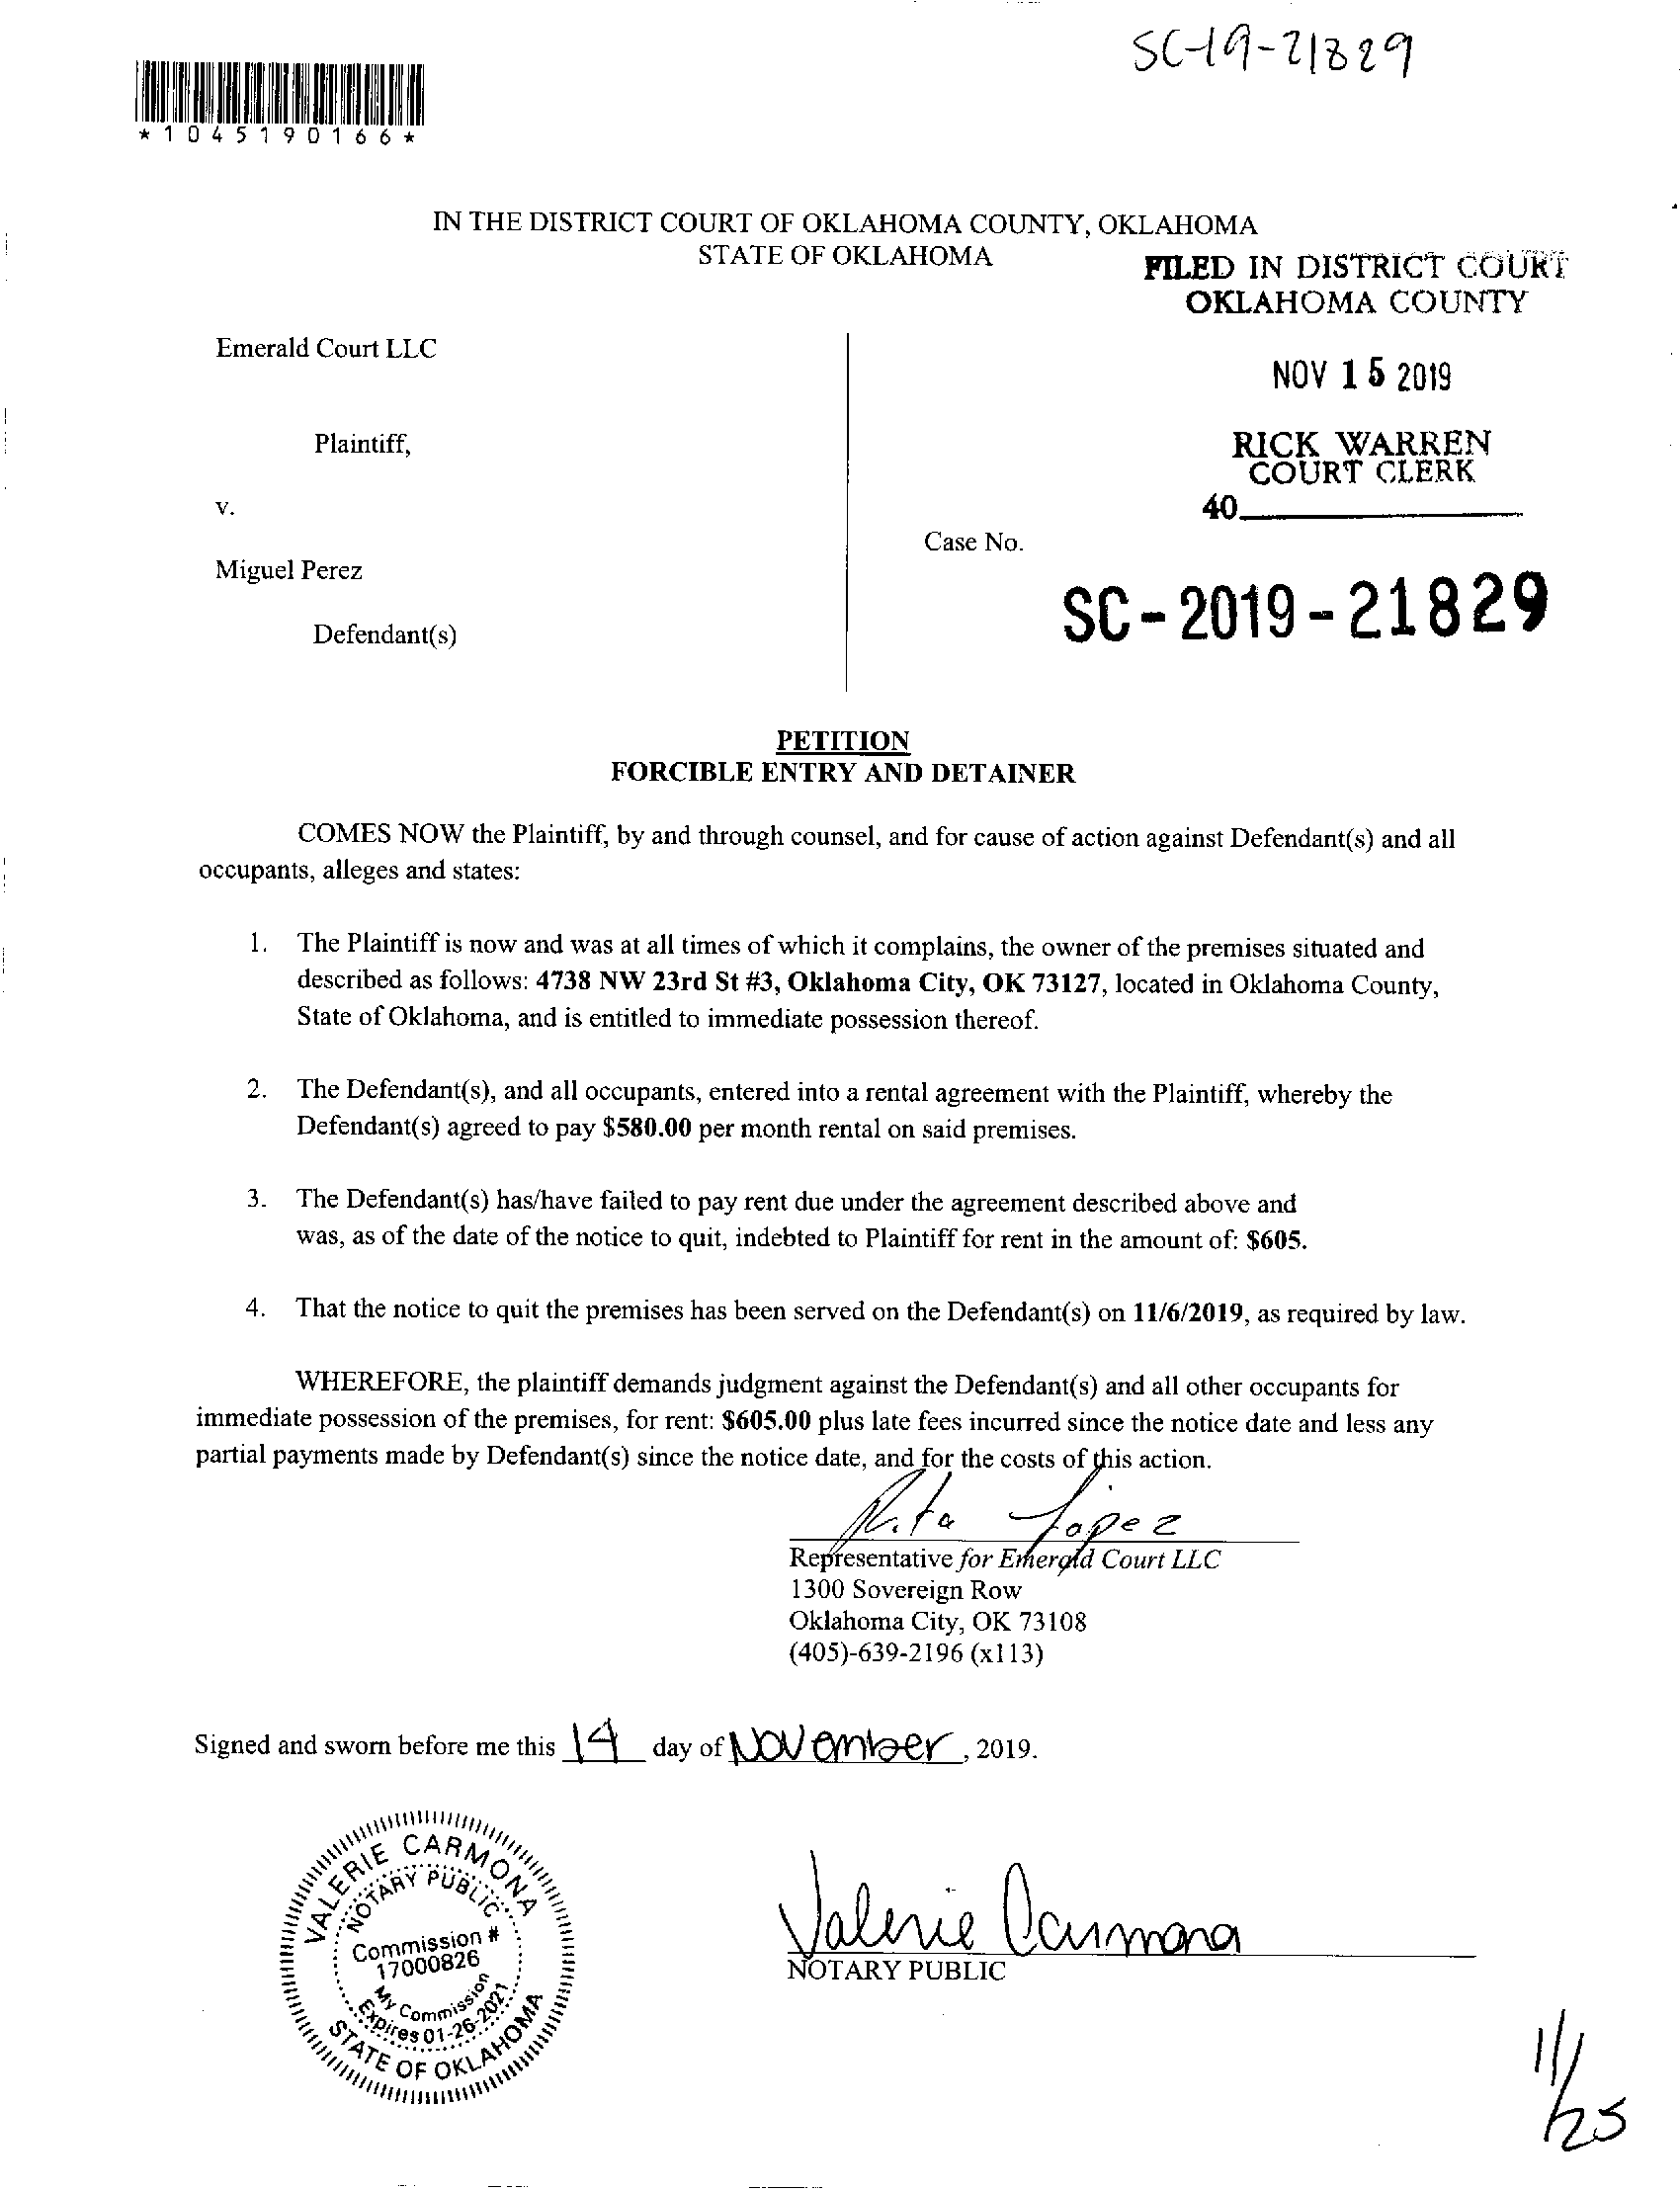 SC-19-21829
*1045190166*
IN THE DISTRICT COURT OF OKLAHOMA COUNTY, OKLAHOMA
STATE OF OKLAHOMA
FILED IN DISTRICT COURT
OKLAHOMA COUNTY
Emerald Court LLC
NOV 15 2019
Plaintiff,
RICK WARREN
COURT CLERK
v.
40
Case No.
Miguel Perez
SC-2019-21829
Defendant(s)
PETITION
FORCIBLE ENTRY AND DETAINER
COMES NOW the Plaintiff, by and through counsel, and for cause of action against Defendant(s) and all
occupants, alleges and states:
1. The Plaintiff is now and was at all times of which it complains, the owner of the premises situated and
described as follows: 4738 NW 23rd St #3, Oklahoma City, OK 73127, located in Oklahoma County,
State of Oklahoma, and is entitled to immediate possession thereof.
2. The Defendant(s), and all occupants, entered into a rental agreement with the Plaintiff, whereby the
Defendant(s) agreed to pay $580.00 per month rental on said premises.
3. The Defendant(s) has/have failed to pay rent due under the agreement described above and
was, as of the date of the notice to quit, indebted to Plaintiff for rent in the amount of: $605.
4. That the notice to quit the premises has been served on the Defendant(s) on 11/6/2019, as required by law.
WHEREFORE, the plaintiff demands judgment against the Defendant(s) and all other occupants for
immediate possession of the premises, for rent: $605.00 plus late fees incurred since the notice date and less any
partial payments made by Defendant(s) since the notice date, and for the costs of this action.
Rita Lopez
Representative for Emerald Court LLC
1300 Sovereign Row
Oklahoma City, OK 73108
(405)-639-2196 (x113)
Signed and sworn before me this 14 day of November, 2019.
VALERIE CARMONA
NOTARY PUBLIC
Commission #
17000826
My Commission
Expires 01-26-2021
STATE OF OKLAHOMA
Valerie Carmona
NOTARY PUBLIC
11/25